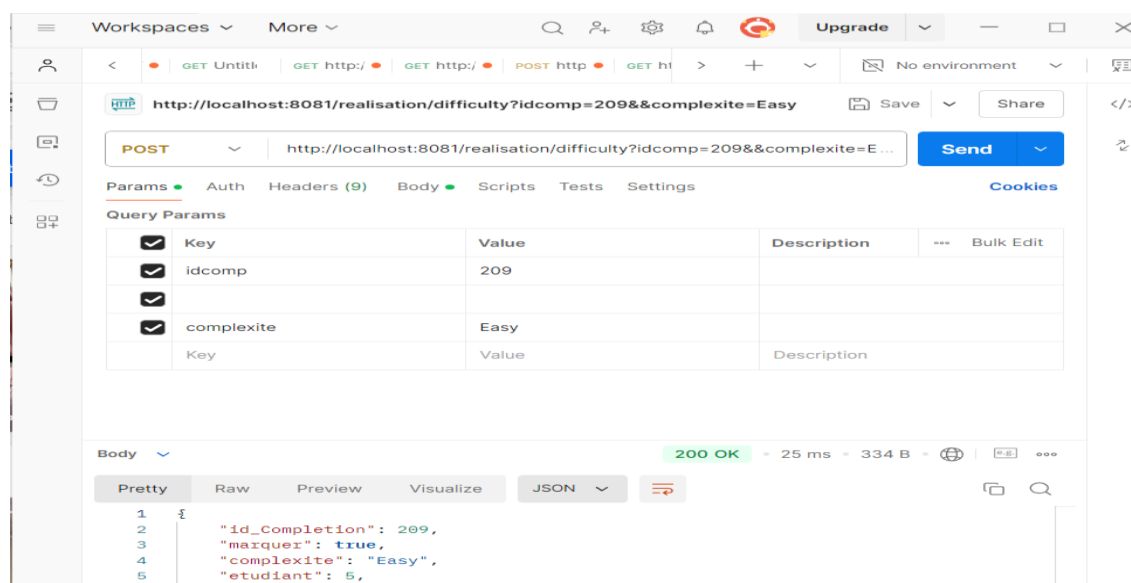 Workspaces More Upgrade
GET Untitl GET http:/ GET http:/ POST http GET ht No environment
HTTP http://localhost:8081/realisation/difficulty?idcomp=209&&complexite=Easy Save Share
POST http://localhost:8081/realisation/difficulty?idcomp=209&&complexite=E... Send
Params Auth Headers (9) Body Scripts Tests Settings Cookies
Query Params
Key Value Description Bulk Edit
idcomp 209
complexite Easy
Key Value Description
Body 200 OK 25 ms 334 B e.g.
Pretty Raw Preview Visualize JSON
1 {
2 "id_Completion": 209,
3 "marquer": true,
4 "complexite": "Easy",
5 "etudiant": 5,